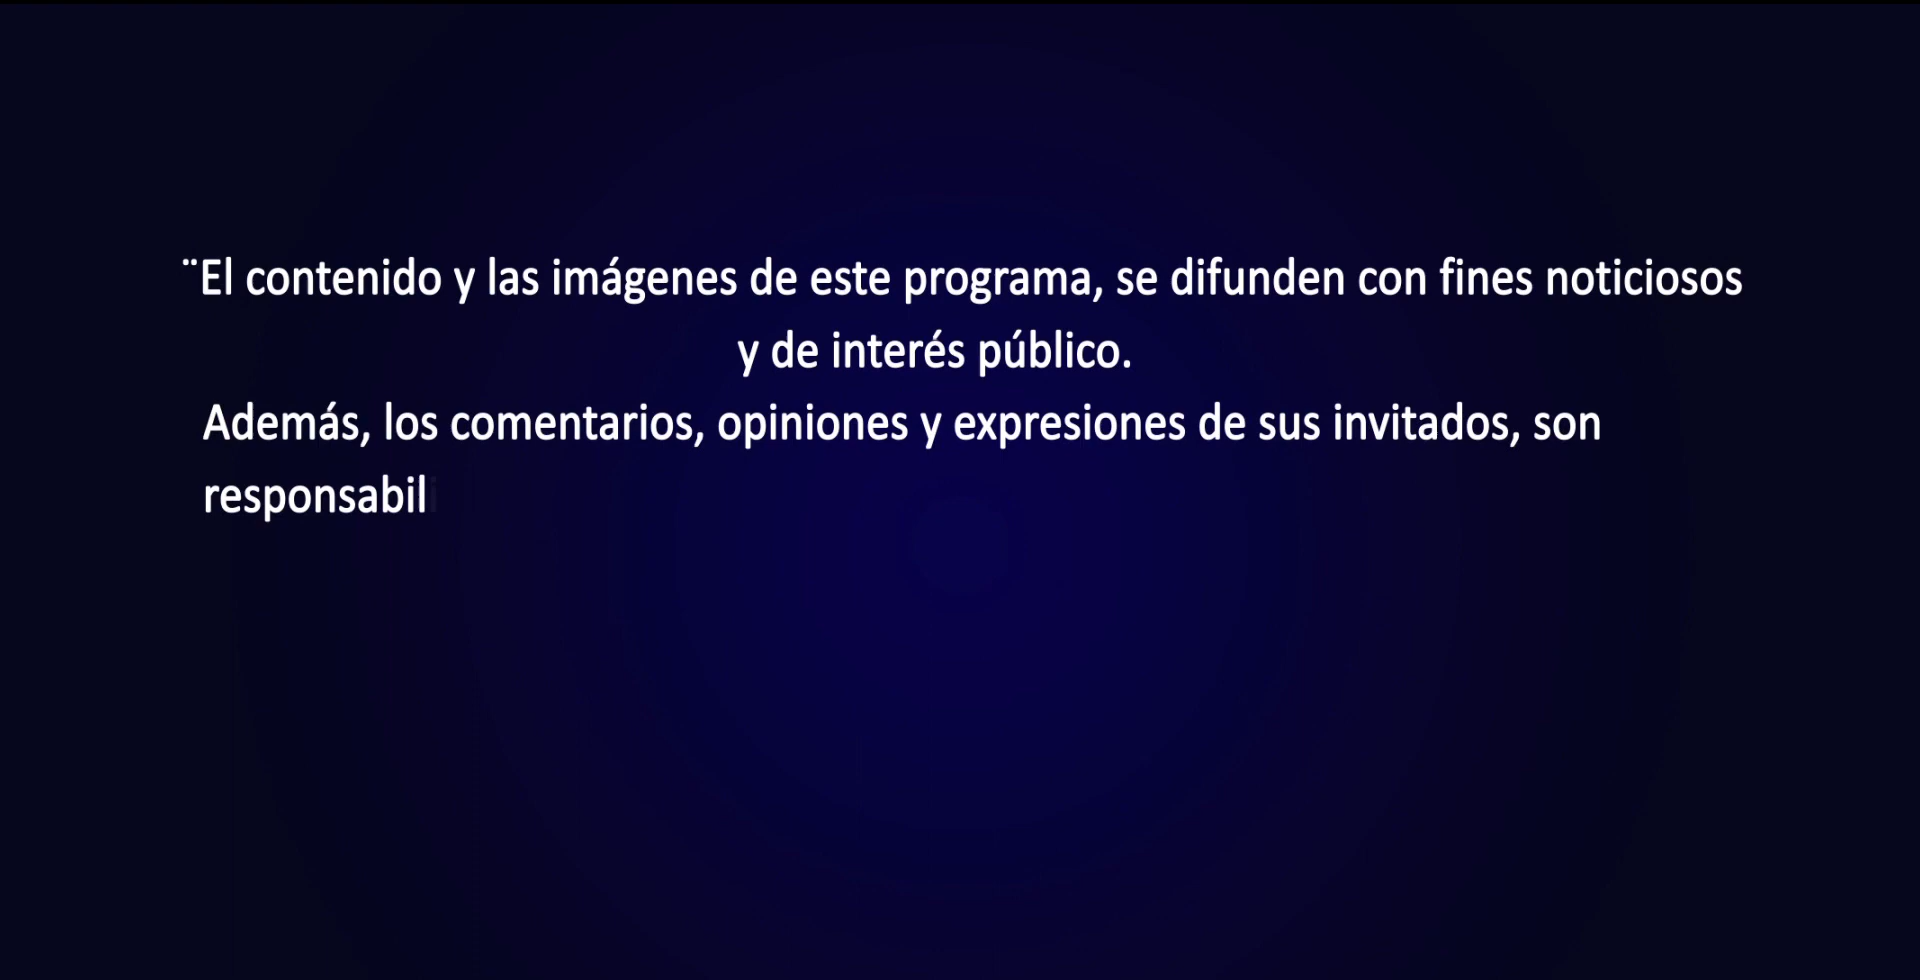 ¨El contenido y las imágenes de este programa, se difunden con fines noticiosos
y de interés público.
Además, los comentarios, opiniones y expresiones de sus invitados, son
responsabili